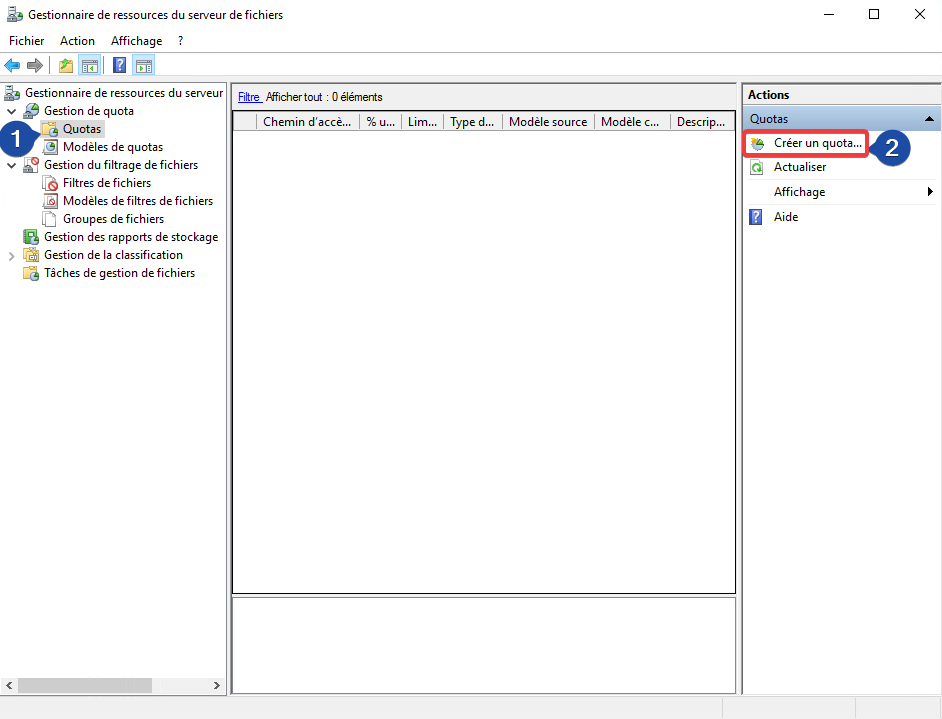 Gestionnaire de ressources du serveur de fichiers
Fichier Action Affichage ?
Gestionnaire de ressources du serveur
Gestion de quota
1 Quotas
Modèles de quotas
Gestion du filtrage de fichiers
Filtres de fichiers
Modèles de filtres de fichiers
Groupes de fichiers
Gestion des rapports de stockage
Gestion de la classification
Tâches de gestion de fichiers
Filtre Afficher tout : 0 éléments
Chemin d'accè... % u... Lim... Type d... Modèle source Modèle c... Descrip...
Actions
Quotas
Créer un quota... 2
Actualiser
Affichage
Aide